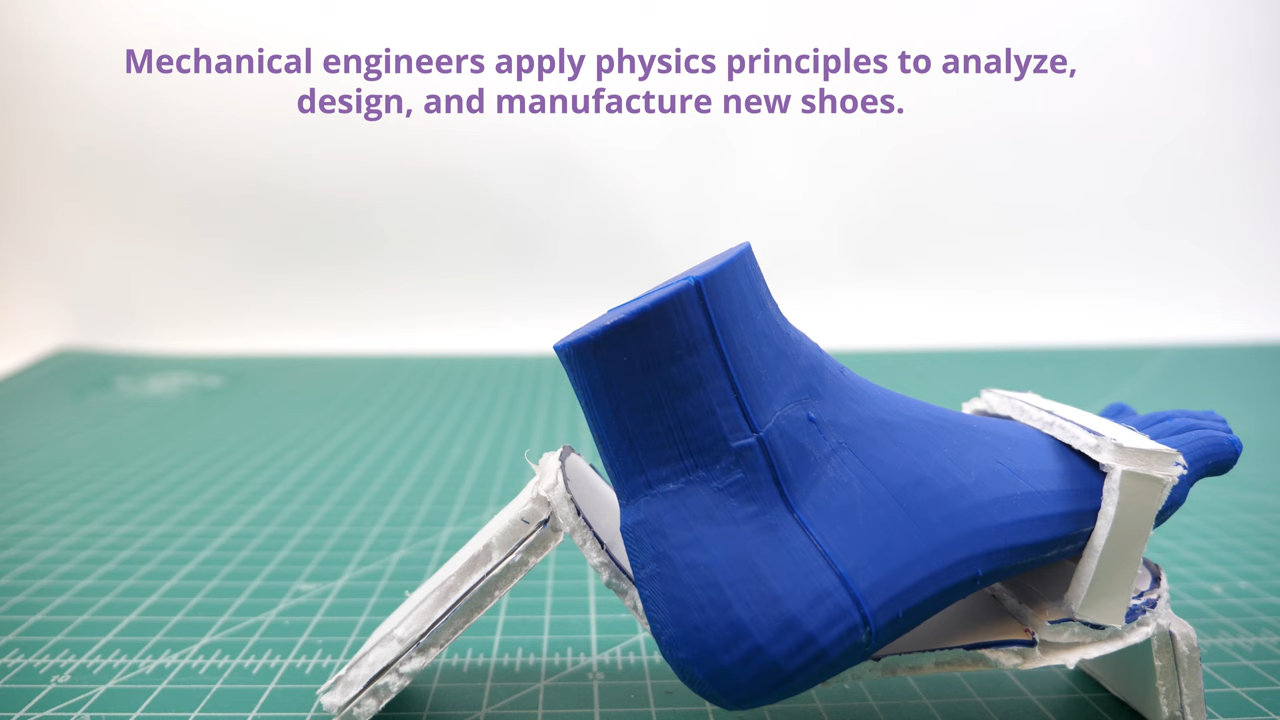 Mechanical engineers apply physics principles to analyze,
design, and manufacture new shoes.